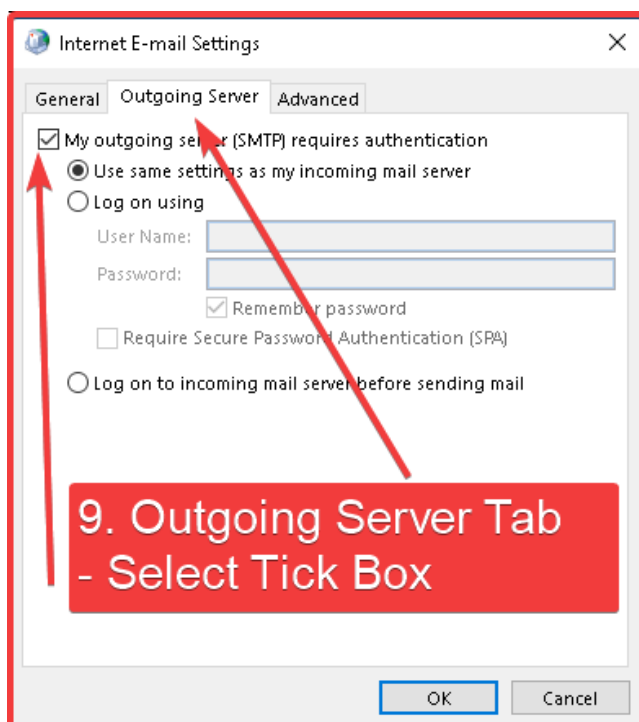 Internet E-mail Settings
General Outgoing Server Advanced
My outgoing server (SMTP) requires authentication
Use same settings as my incoming mail server
Log on using
User Name:
Password:
Remember password
Require Secure Password Authentication (SPA)
Log on to incoming mail server before sending mail
9. Outgoing Server Tab
- Select Tick Box
OK Cancel